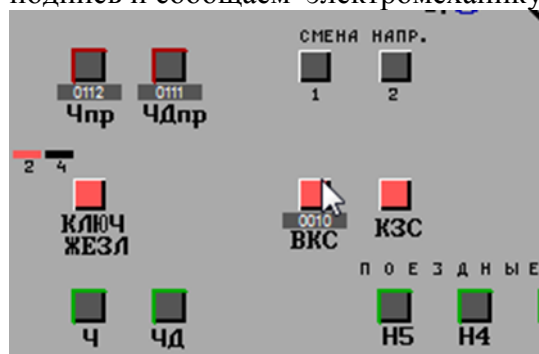 подпись и сообщаем электромеханику
СМЕНА НАПР.
0112 0111 1 2
Чпр ЧДпр
2 4
0010
КЛЮЧ ВКС КЗС
ЖЕЗЛ
ПОЕЗДНЫЕ
Ч ЧД Н5 Н4